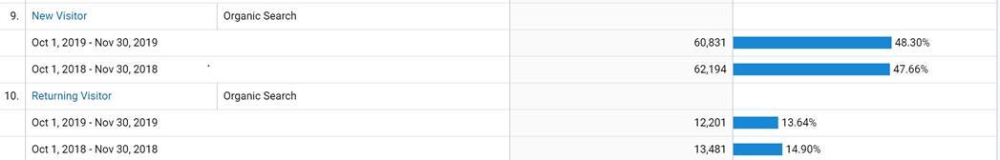 9. New Visitor Organic Search
Oct 1, 2019 - Nov 30, 2019 60,831 48.30%
Oct 1, 2018 - Nov 30, 2018 62,194 47.66%
10. Returning Visitor Organic Search
Oct 1, 2019 - Nov 30, 2019 12,201 13.64%
Oct 1, 2018 - Nov 30, 2018 13,481 14.90%